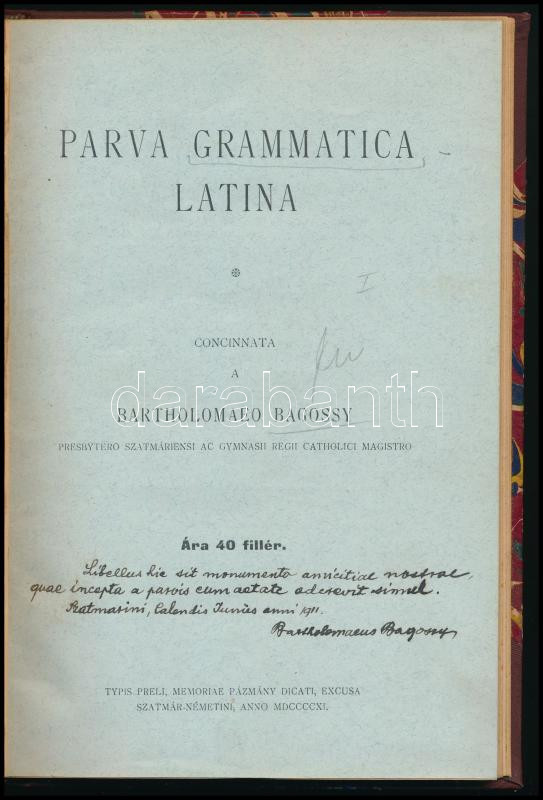 PARVA GRAMMATICA
LATINA
I
CONCINNATA
A
darabanth
BARTHOLOMAEO BAGOSSY
PRESBYTERO SZATMÁRIENSI AC GYMNASII REGII CATHOLICI MAGISTRO
Ára 40 fillér.
Libellus hic sit monumento amicitiae nostrae,
quae incepta a parvis cum aetate adcrevit simul.
Szatmarini, Calendis Juniis anni 1911.
Bartholomaeus Bagossy
TYPIS PRELI, MEMORIAE PÁZMÁNY DICATI, EXCUSA
SZATMÁR-NÉMETINI, ANNO MDCCCCXI.